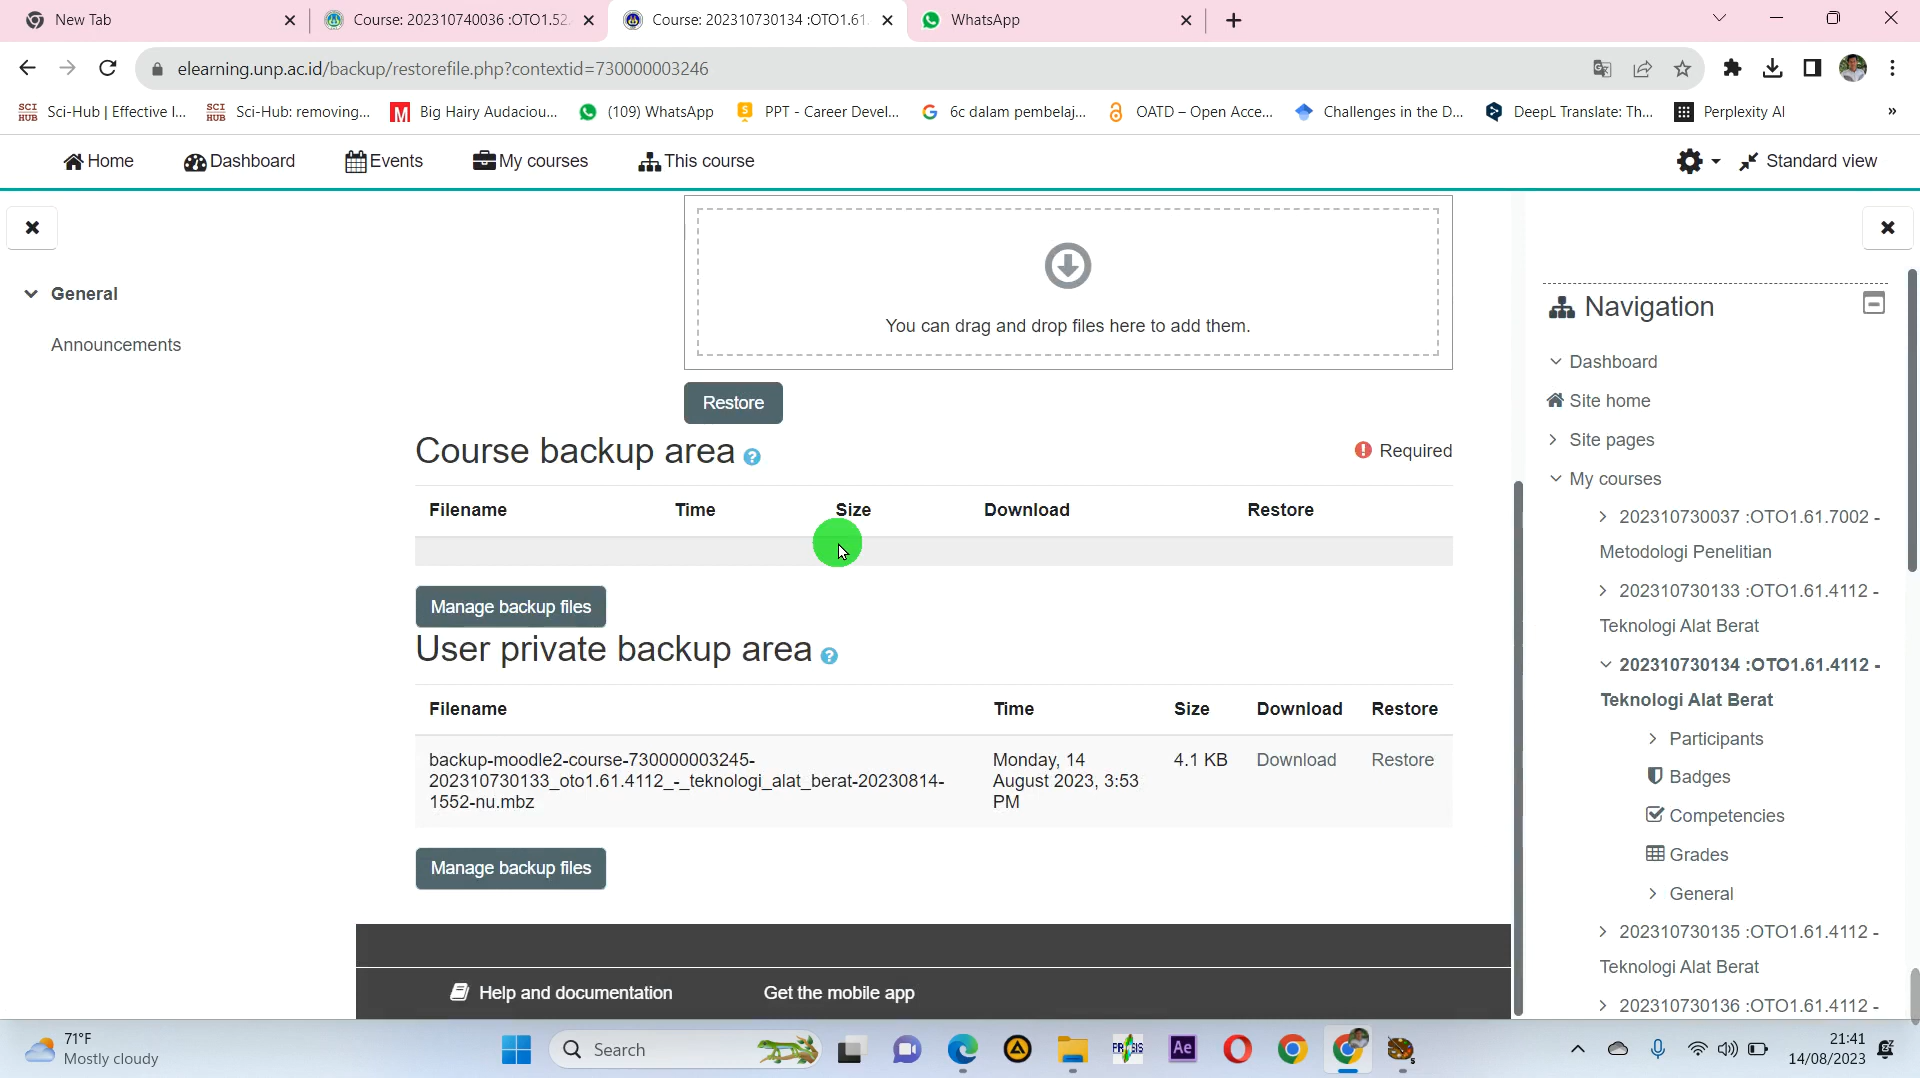 New Tab
Course: 202310740036 :OTO1.52
Course: 202310730134 :OTO1.61.
WhatsApp
elearning.unp.ac.id/backup/restorefile.php?contextid=730000003246
SCI HUB Sci-Hub | Effective l...
SCI HUB Sci-Hub: removing...
Big Hairy Audaciou...
(109) WhatsApp
PPT - Career Devel...
6c dalam pembelaj...
OATD – Open Acce...
Challenges in the D...
DeepL Translate: Th...
Perplexity AI
»
Home
Dashboard
Events
My courses
This course
Standard view
General
Announcements
You can drag and drop files here to add them.
Restore
Course backup area
Required
Filename Time Size Download Restore
Manage backup files
User private backup area
Filename Time Size Download Restore
backup-moodle2-course-730000003245-
202310730133_oto1.61.4112_-_teknologi_alat_berat-20230814-
1552-nu.mbz
Monday, 14
August 2023, 3:53
PM
4.1 KB
Download
Restore
Manage backup files
Help and documentation
Get the mobile app
Navigation
Dashboard
Site home
Site pages
My courses
202310730037 :OTO1.61.7002 -
Metodologi Penelitian
202310730133 :OTO1.61.4112 -
Teknologi Alat Berat
202310730134 :OTO1.61.4112 -
Teknologi Alat Berat
Participants
Badges
Competencies
Grades
General
202310730135 :OTO1.61.4112 -
Teknologi Alat Berat
202310730136 :OTO1.61.4112 -
71°F
Mostly cloudy
Search
Ae
21:41
14/08/2023